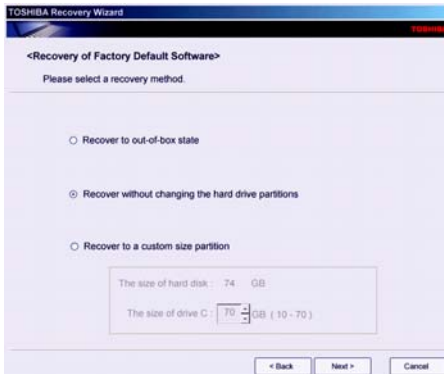 TOSHIBA Recovery Wizard
TOSHIBA
<Recovery of Factory Default Software>
Please select a recovery method.
Recover to out-of-box state
Recover without changing the hard drive partitions
Recover to a custom size partition
The size of hard disk : 74 GB
The size of drive C : 70 GB ( 10 - 70 )
< Back Next > Cancel